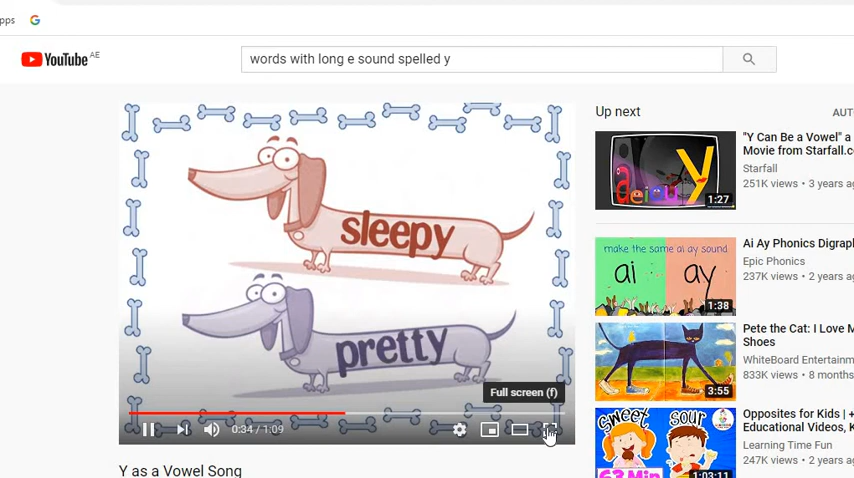 pps
YouTube AE
words with long e sound spelled y
sleepy
pretty
Full screen (f)
0:34 / 1:09
Y as a Vowel Song
Up next
AUT
"Y Can Be a Vowel" a
Movie from Starfall.c
Starfall
251K views • 3 years ag
1:27
make the same ai ay sound
ai
ay
1:38
Ai Ay Phonics Digrap
Epic Phonics
237K views • 2 years ag
3:55
Pete the Cat: I Love M
Shoes
WhiteBoard Entertainm
833K views • 8 months
SWEET
SOUR
63 Min
1:03:11
Opposites for Kids | +
Educational Videos, K
Learning Time Fun
247K views • 2 years ag